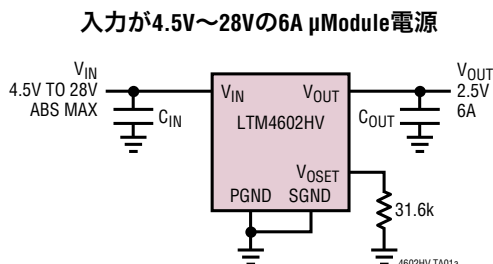 入力が4.5V～28Vの6A µModule電源
VIN
4.5V TO 28V
ABS MAX
CIN
VIN
VOUT
LTM4602HV
VOSET
PGND SGND
COUT
VOUT
2.5V
6A
31.6k
4602HV TA01a